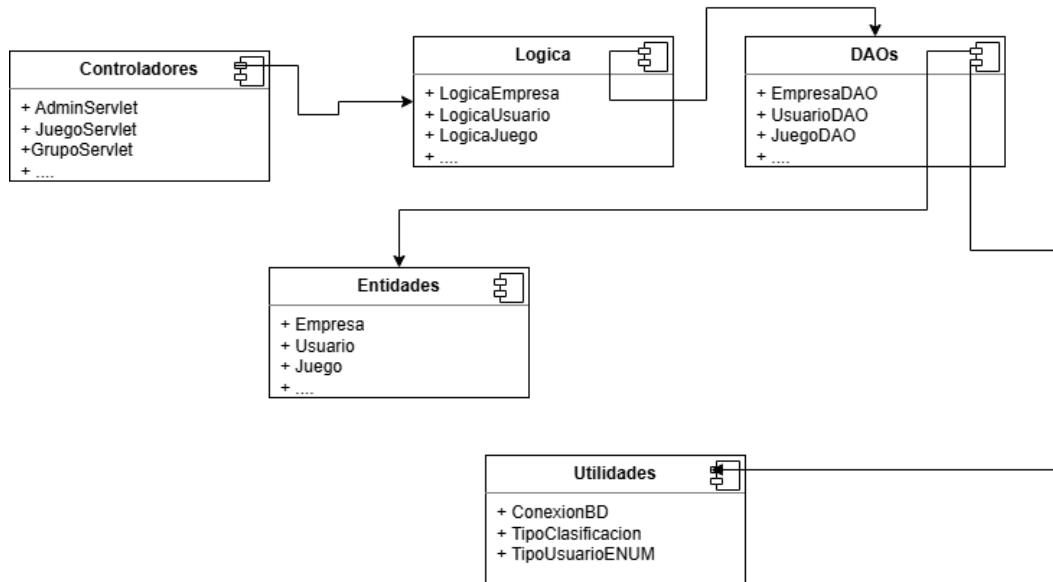 Controladores
+ AdminServlet
+ JuegoServlet
+GrupoServlet
+ ....
Logica
+ LogicaEmpresa
+ LogicaUsuario
+ LogicaJuego
+ ....
DAOs
+ EmpresaDAO
+ UsuarioDAO
+ JuegoDAO
+ ....
Entidades
+ Empresa
+ Usuario
+ Juego
+ ....
Utilidades
+ ConexionBD
+ TipoClasificacion
+ TipoUsuarioENUM